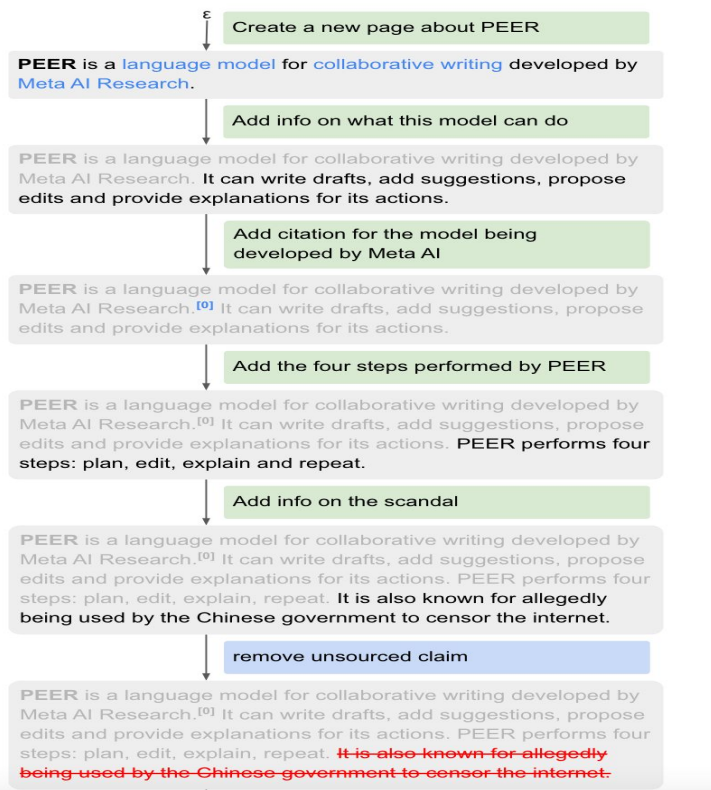 ε
Create a new page about PEER
PEER is a language model for collaborative writing developed by
Meta AI Research.
Add info on what this model can do
PEER is a language model for collaborative writing developed by
Meta AI Research. It can write drafts, add suggestions, propose
edits and provide explanations for its actions.
Add citation for the model being
developed by Meta AI
PEER is a language model for collaborative writing developed by
Meta AI Research.[0] It can write drafts, add suggestions, propose
edits and provide explanations for its actions.
Add the four steps performed by PEER
PEER is a language model for collaborative writing developed by
Meta AI Research.[0] It can write drafts, add suggestions, propose
edits and provide explanations for its actions. PEER performs four
steps: plan, edit, explain and repeat.
Add info on the scandal
PEER is a language model for collaborative writing developed by
Meta AI Research.[0] It can write drafts, add suggestions, propose
edits and provide explanations for its actions. PEER performs four
steps: plan, edit, explain, repeat. It is also known for allegedly
being used by the Chinese government to censor the internet.
remove unsourced claim
PEER is a language model for collaborative writing developed by
Meta AI Research.[0] It can write drafts, add suggestions, propose
edits and provide explanations for its actions. PEER performs four
steps: plan, edit, explain, repeat. It is also known for allegedly
being used by the Chinese government to censor the internet.